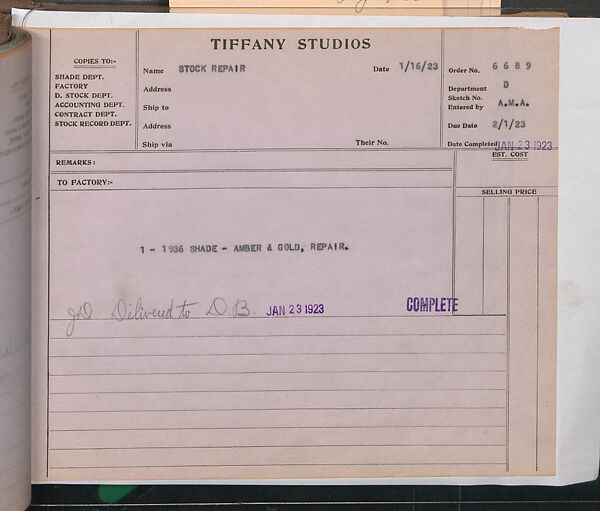 TIFFANY STUDIOS
COPIES TO:-
SHADE DEPT.
FACTORY
D. STOCK DEPT.
ACCOUNTING DEPT.
CONTRACT DEPT.
STOCK RECORD DEPT.
Name STOCK REPAIR Date 1/16/23
Address
Ship to
Address
Ship via Their No.
Order No. 6689
Department D
Sketch No.
Entered by A.M.A.
Due Date 2/1/23
Date Completed JAN 23 1923
REMARKS:
EST. COST
TO FACTORY:-
SELLING PRICE
1 - 1936 SHADE - AMBER & GOLD, REPAIR.
Delivered to D.B. JAN 23 1923 COMPLETE